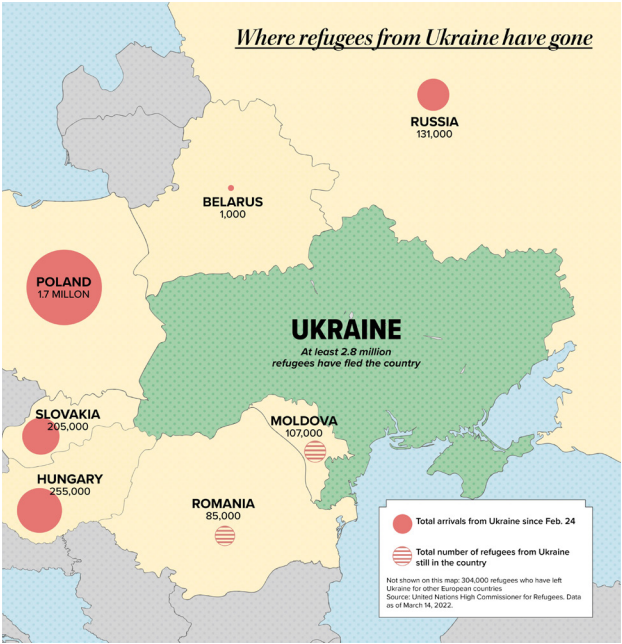 Where refugees from Ukraine have gone
RUSSIA
131,000
BELARUS
1,000
POLAND
1.7 MILLON
UKRAINE
At least 2.8 million
refugees have fled the country
SLOVAKIA
205,000
MOLDOVA
107,000
HUNGARY
255,000
ROMANIA
85,000
Total arrivals from Ukraine since Feb. 24
Total number of refugees from Ukraine
still in the country
Not shown on this map: 304,000 refugees who have left
Ukraine for other European countries
Source: United Nations High Commissioner for Refugees. Data
as of March 14, 2022.